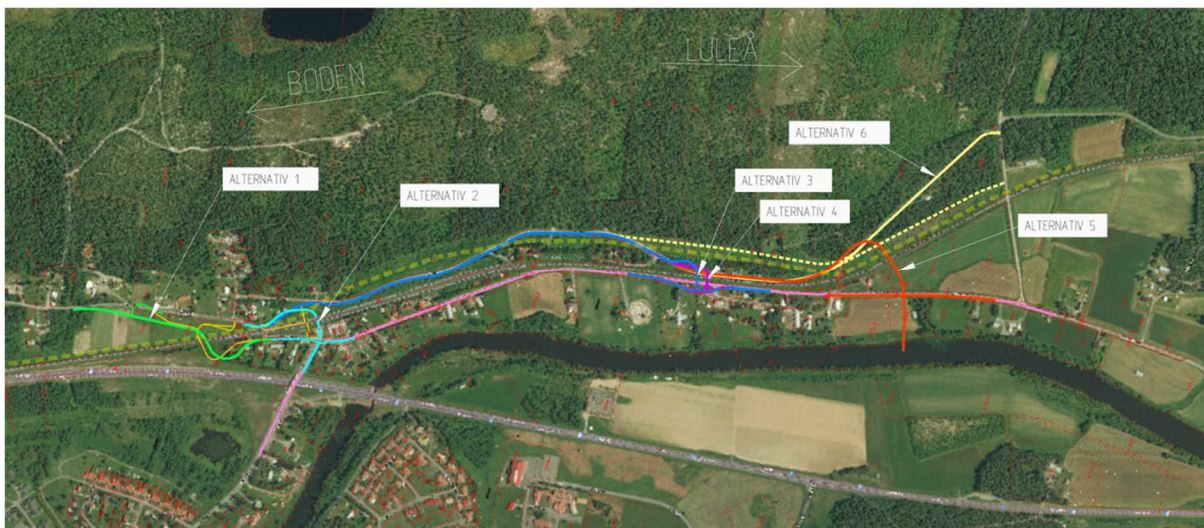 LULEÅ
BODEN
ALTERNATIV 6
ALTERNATIV 1
ALTERNATIV 2
ALTERNATIV 3
ALTERNATIV 4
ALTERNATIV 5